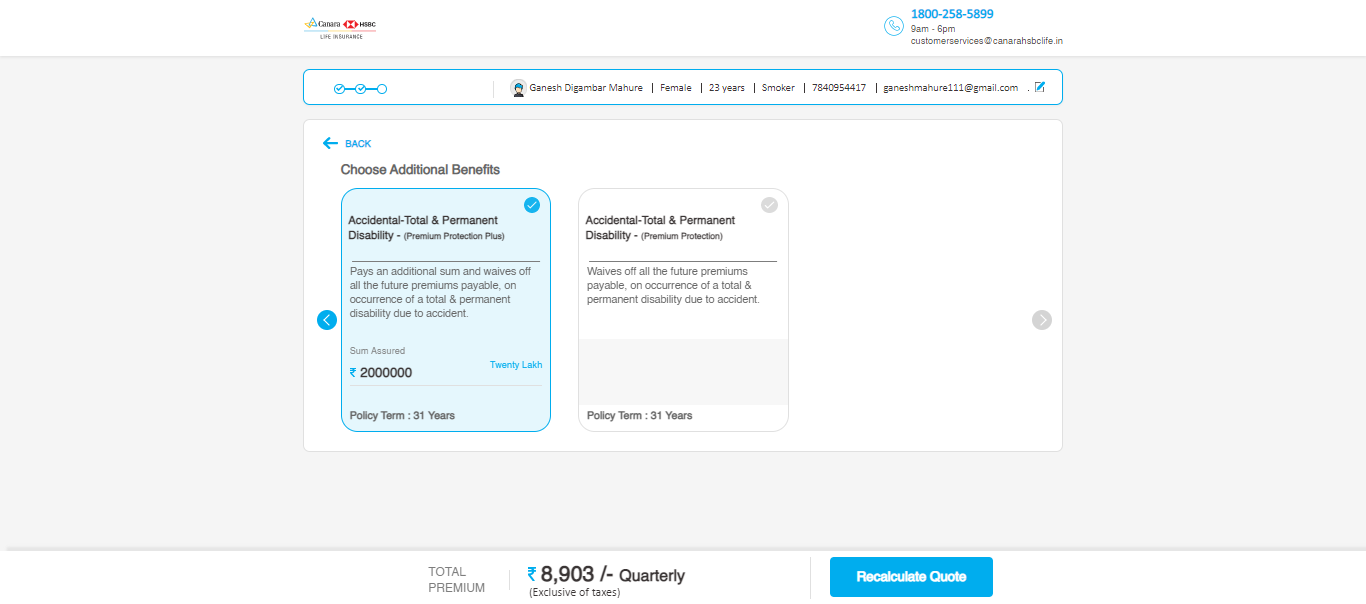 Canara HSBC
LIFE INSURANCE
1800-258-5899
9am - 6pm
customerservices@canarahsbclife.in
Ganesh Digambar Mahure | Female | 23 years | Smoker | 7840954417 | ganeshmahure111@gmail.com .
BACK
Choose Additional Benefits
Accidental-Total & Permanent
Disability - (Premium Protection Plus)
Pays an additional sum and waives off
all the future premiums payable, on
occurrence of a total & permanent
disability due to accident.
Sum Assured
Twenty Lakh
₹ 2000000
Policy Term : 31 Years
Accidental-Total & Permanent
Disability - (Premium Protection)
Waives off all the future premiums
payable, on occurrence of a total &
permanent disability due to accident.
Policy Term : 31 Years
TOTAL
PREMIUM
₹ 8,903 /- Quarterly
(Exclusive of taxes)
Recalculate Quote